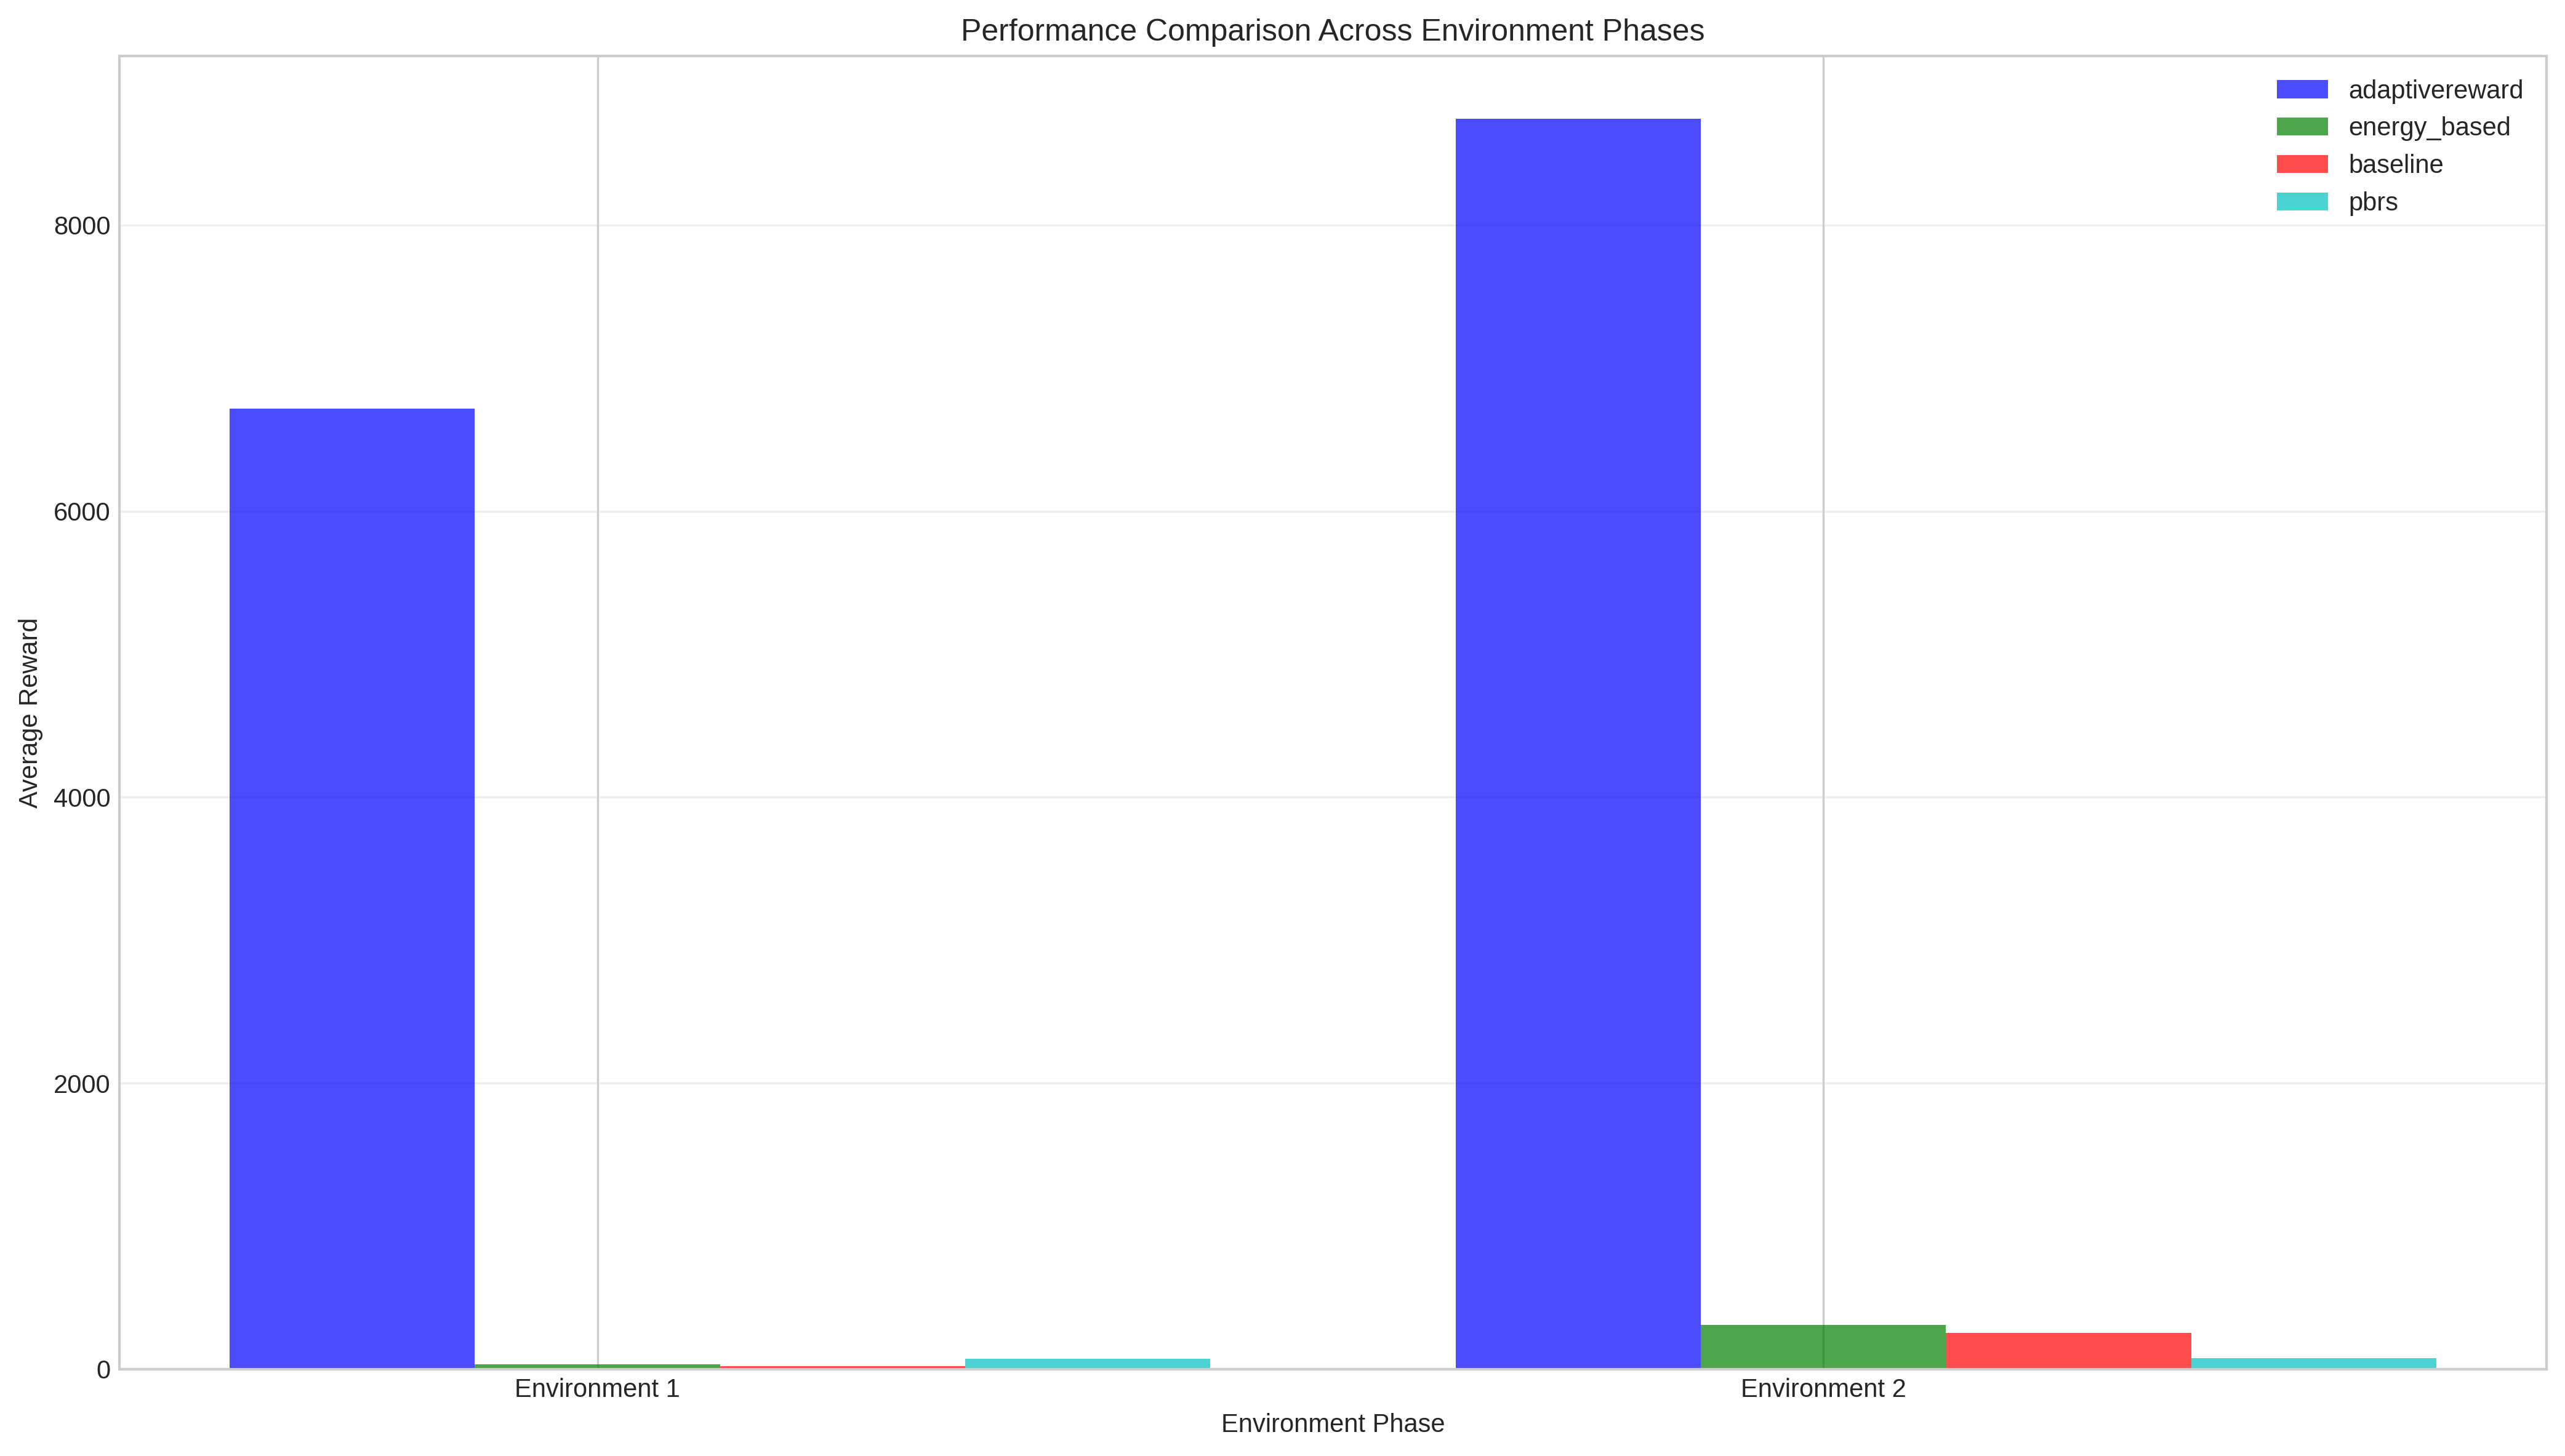 Performance Comparison Across Environment Phases
adaptivereward
energy_based
baseline
pbrs
8000
6000
4000
2000
0
Average Reward
Environment 1
Environment 2
Environment Phase